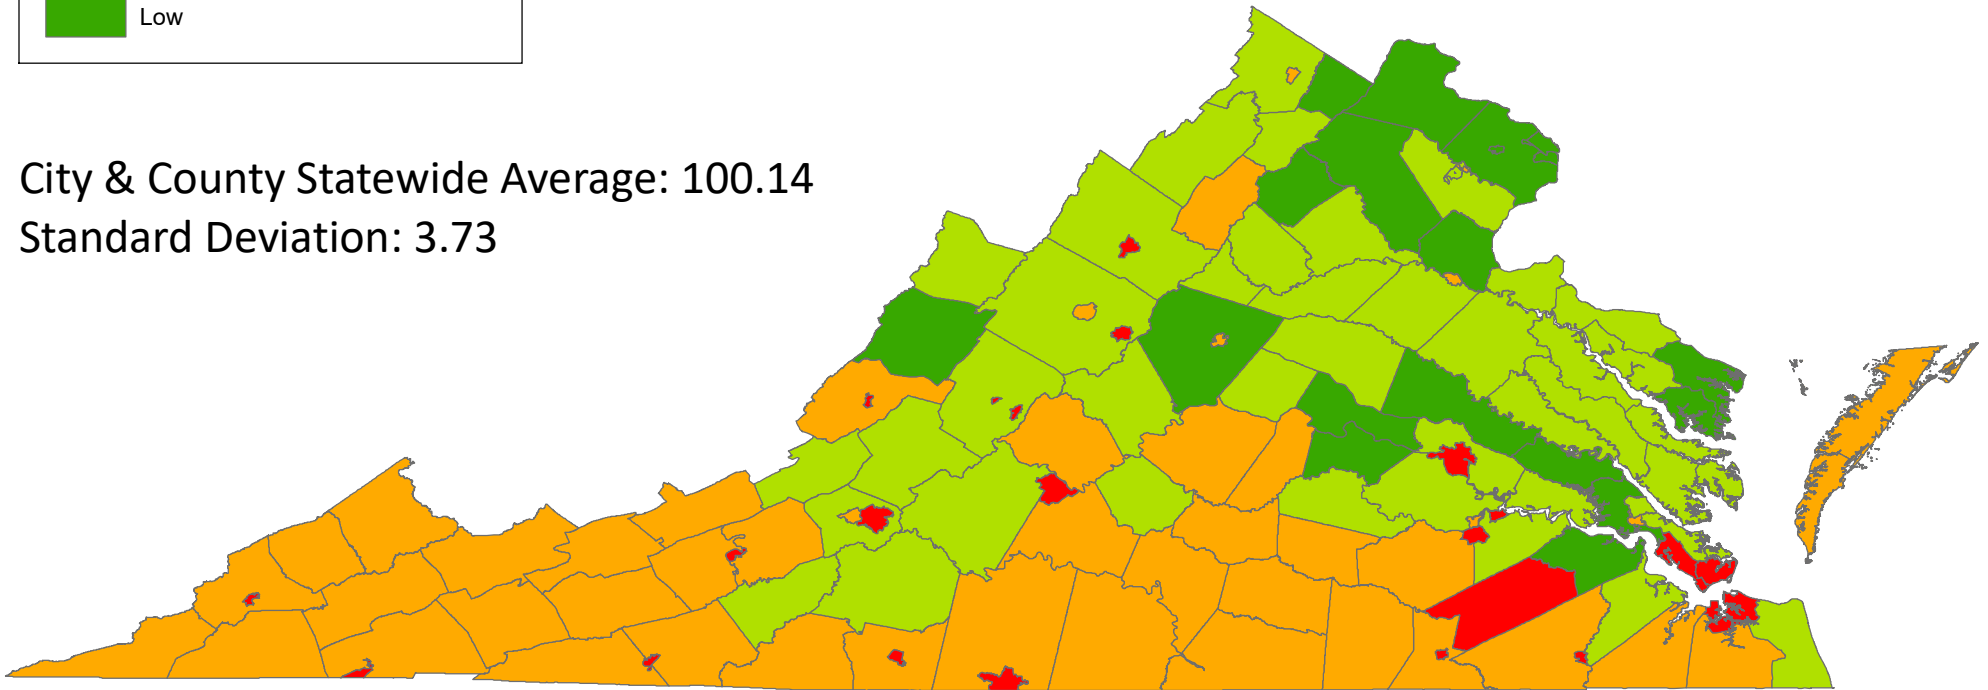 Low
City & County Statewide Average: 100.14
Standard Deviation: 3.73